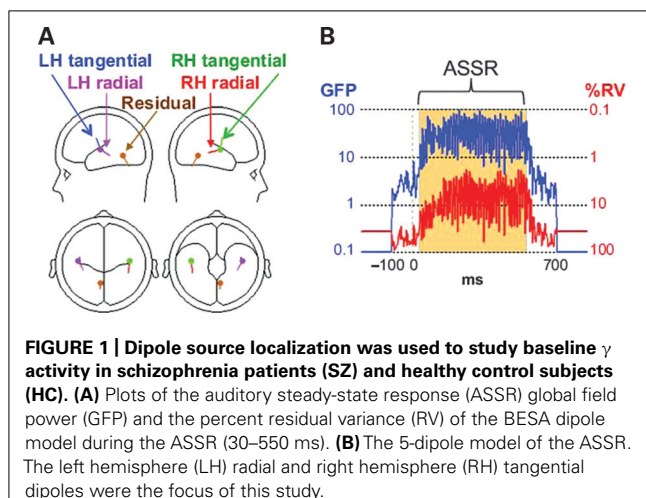 A
LH tangential RH tangential
LH radial RH radial
Residual
B
ASSR
GFP %RV
100 0.1
10 1
1 10
0.1 100
−100 0 700
ms
FIGURE 1 | Dipole source localization was used to study baseline γ
activity in schizophrenia patients (SZ) and healthy control subjects
(HC). (A) Plots of the auditory steady-state response (ASSR) global field
power (GFP) and the percent residual variance (RV) of the BESA dipole
model during the ASSR (30–550 ms). (B) The 5-dipole model of the ASSR.
The left hemisphere (LH) radial and right hemisphere (RH) tangential
dipoles were the focus of this study.